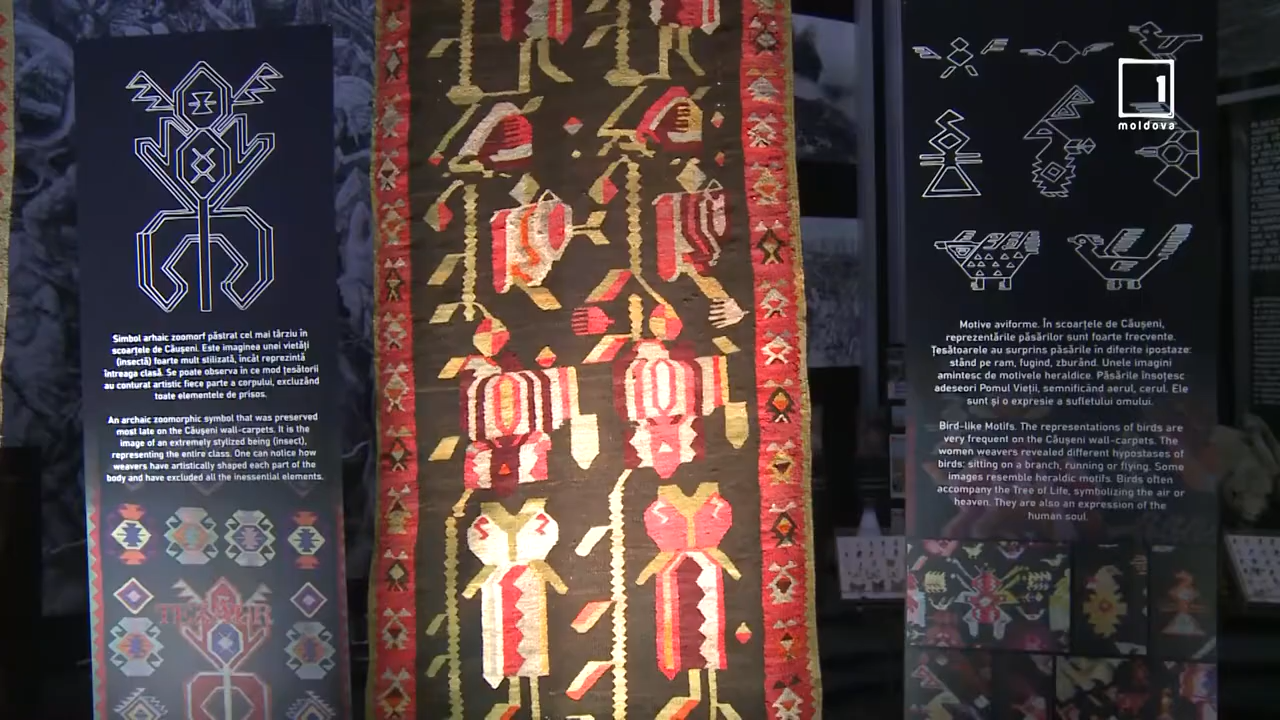 Simbol arhaic zoomorf păstrat cel mai târziu în
scoarțele de Căușeni. Este imaginea unei vietăți
(insectă) foarte mult stilizată, încât reprezintă
întreaga clasă. Se poate observa în ce mod țesătorii
au conturat artistic fiece parte a corpului, excluzând
toate elementele de prisos.
An archaic zoomorphic symbol that was preserved
most late on the Căușeni wall-carpets. It is the
image of an extremely stylized being (insect),
representing the entire class. One can notice how
weavers have artistically shaped each part of the
body and have excluded all the inessential elements.
1
moldova
Motive aviforme. În scoarțele de Căușeni,
reprezentările păsărilor sunt foarte frecvente.
Țesătoarele au surprins păsările în diferite ipostaze:
stând pe ram, fugind, zburând. Unele imagini
amintesc de motivele heraldice. Păsările însoțesc
adeseori Pomul Vieții, semnificând aerul, cerul. Ele
sunt și o expresie a sufletului omului.
Bird-like Motifs. The representations of birds are
very frequent on the Căușeni wall-carpets. The
women weavers revealed different hypostases of
birds: sitting on a branch, running or flying. Some
images resemble heraldic motifs. Birds often
accompany the Tree of Life, symbolizing the air or
heaven. They are also an expression of the
human soul.